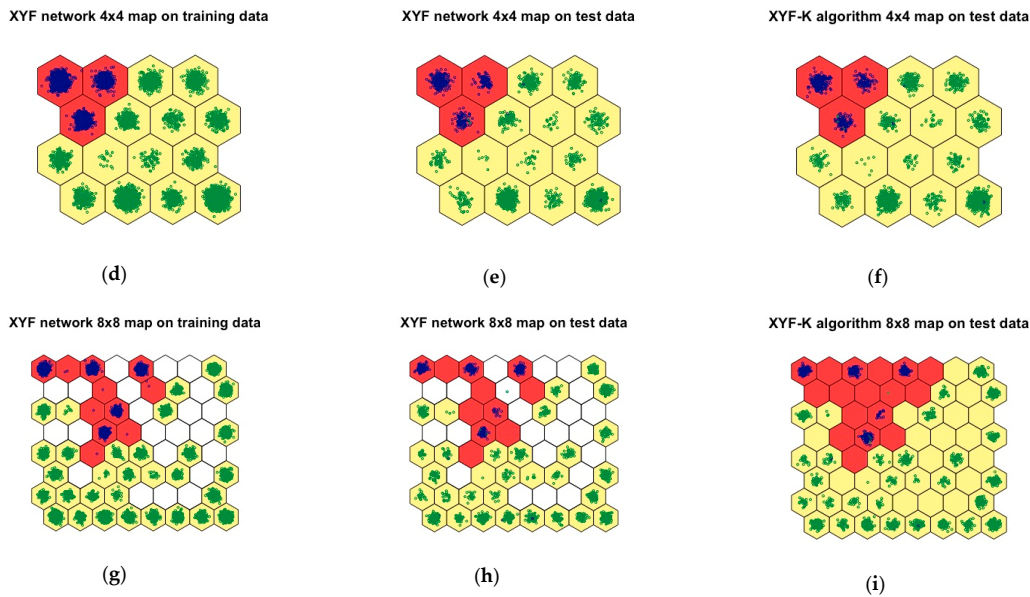 XYF network 4x4 map on training data
XYF network 4x4 map on test data
XYF-K algorithm 4x4 map on test data
(d)
(e)
(f)
XYF network 8x8 map on training data
XYF network 8x8 map on test data
XYF-K algorithm 8x8 map on test data
(g)
(h)
(i)